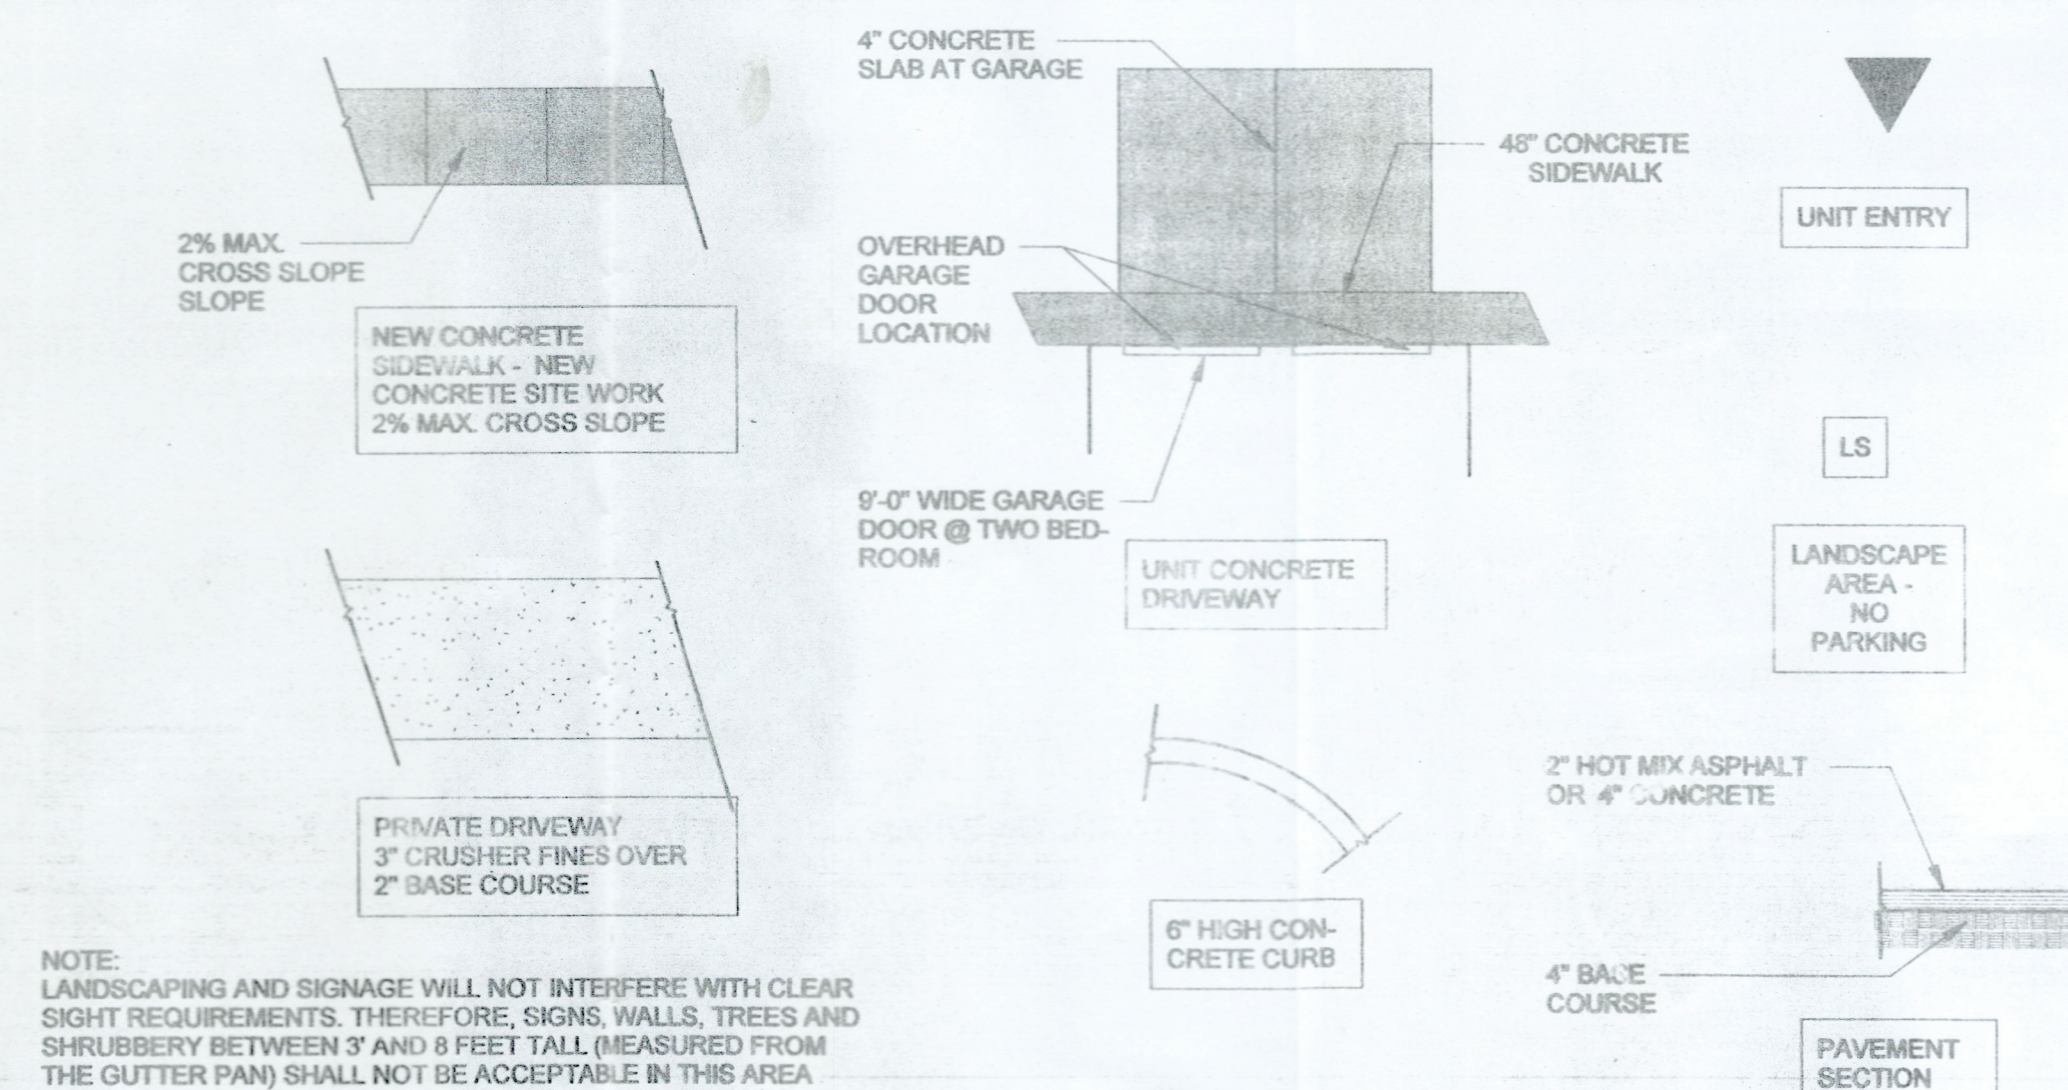 2% MAX.
CROSS SLOPE
SLOPE
NEW CONCRETE
SIDEWALK - NEW
CONCRETE SITE WORK
2% MAX. CROSS SLOPE
PRIVATE DRIVEWAY
3" CRUSHER FINES OVER
2" BASE COURSE
NOTE:
LANDSCAPING AND SIGNAGE WILL NOT INTERFERE WITH CLEAR
SIGHT REQUIREMENTS. THEREFORE, SIGNS, WALLS, TREES AND
SHRUBBERY BETWEEN 3' AND 8 FEET TALL (MEASURED FROM
THE GUTTER PAN) SHALL NOT BE ACCEPTABLE IN THIS AREA
4" CONCRETE
SLAB AT GARAGE
48" CONCRETE
SIDEWALK
OVERHEAD
GARAGE
DOOR
LOCATION
9'-0" WIDE GARAGE
DOOR @ TWO BED-
ROOM
UNIT CONCRETE
DRIVEWAY
6" HIGH CON-
CRETE CURB
UNIT ENTRY
LS
LANDSCAPE
AREA -
NO
PARKING
2" HOT MIX ASPHALT
OR 4" CONCRETE
4" BASE
COURSE
PAVEMENT
SECTION